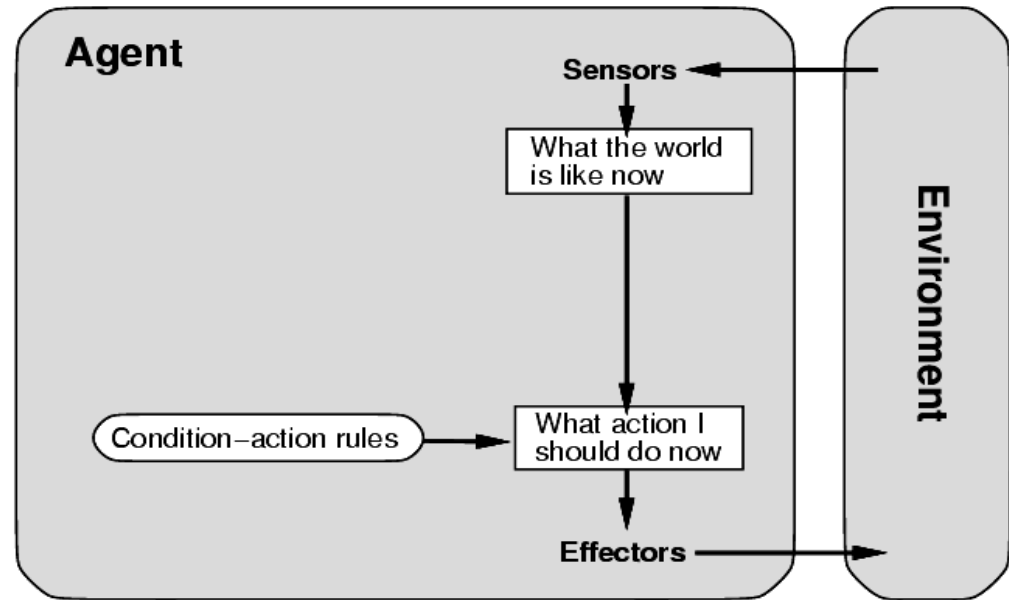 Agent
Sensors
What the world
is like now
Environment
Condition−action rules
What action I
should do now
Effectors